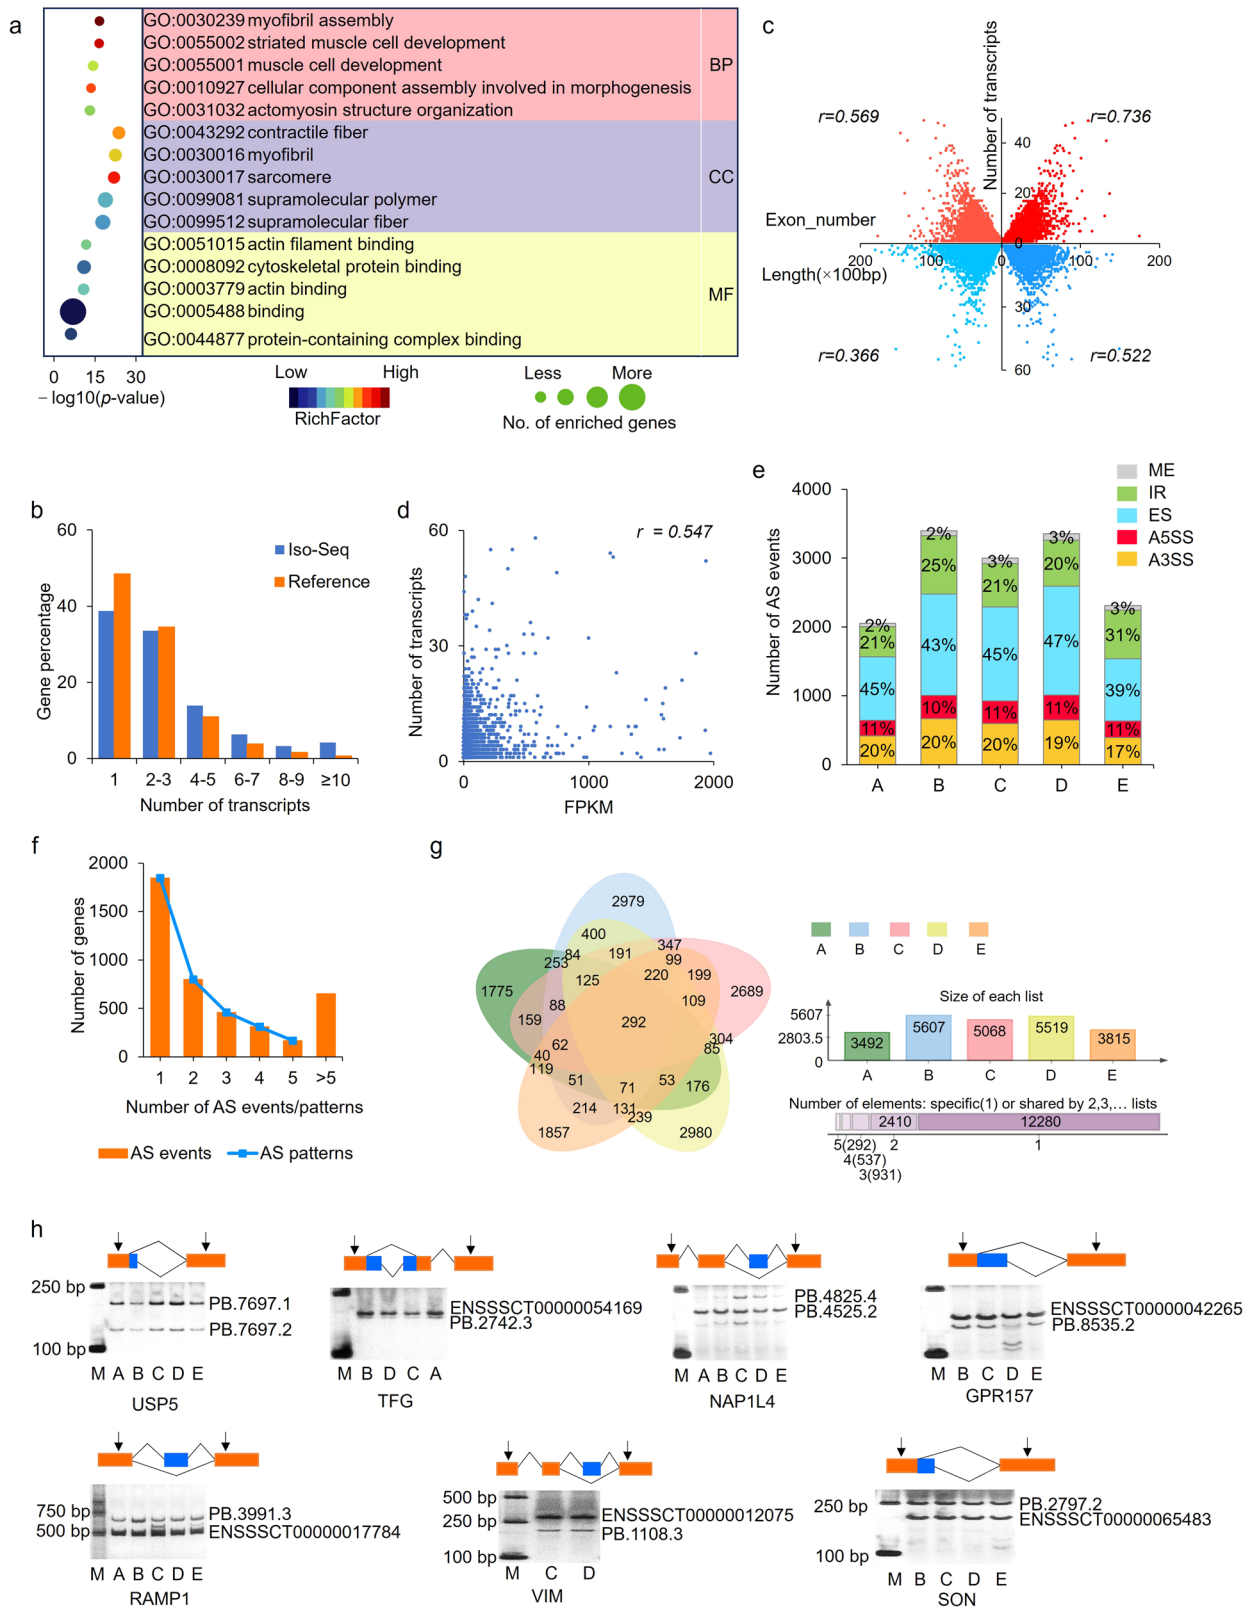 a
GO:0030239 myofibril assembly
GO:0055002 striated muscle cell development
GO:0055001 muscle cell development
GO:0010927 cellular component assembly involved in morphogenesis
GO:0031032 actomyosin structure organization
BP
GO:0043292 contractile fiber
GO:0030016 myofibril
GO:0030017 sarcomere
GO:0099081 supramolecular polymer
GO:0099512 supramolecular fiber
CC
GO:0051015 actin filament binding
GO:0008092 cytoskeletal protein binding
GO:0003779 actin binding
GO:0005488 binding
GO:0044877 protein-containing complex binding
MF
0 15 30
−log10(p-value)
Low High
RichFactor
Less More
No. of enriched genes
c
Number of transcripts
r=0.569 r=0.736
40
20
Exon_number
0
200 100 0 100 200
Length(×100bp)
30
r=0.366 r=0.522
60
b
60
40
20
0
Gene percentage
Iso-Seq
Reference
1 2-3 4-5 6-7 8-9 ≥10
Number of transcripts
d
60
30
0
Number of transcripts
r = 0.547
0 1000 2000
FPKM
e
ME
IR
ES
A5SS
A3SS
4000
3000
2000
1000
0
Number of AS events
2% 2% 3% 3% 3%
21% 25% 21% 20% 31%
45% 43% 45% 47% 39%
11% 10% 11% 11% 11%
20% 20% 20% 19% 17%
A B C D E
f
2000
1500
1000
500
0
Number of genes
1 2 3 4 5 >5
Number of AS events/patterns
AS events AS patterns
g
2979
400 347
253 84 191 99
125 220 199
1775 88 109 2689
159 292
62 304
40 85
119
51 71 53 176
214 131
239
1857 2980
A B C D E
Size of each list
5607
2803.5
0
3492 5607 5068 5519 3815
A B C D E
Number of elements: specific(1) or shared by 2,3,... lists
2410 12280
5(292) 2 1
4(537)
3(931)
h
250 bp
PB.7697.1
PB.7697.2
100 bp
M A B C D E
USP5
ENSSSCT00000054169
PB.2742.3
M B D C A
TFG
PB.4825.4
PB.4525.2
M A B C D E
NAP1L4
ENSSSCT00000042265
PB.8535.2
M B C D E
GPR157
750 bp
PB.3991.3
500 bp
ENSSSCT00000017784
M A B C D E
RAMP1
500 bp
250 bp
ENSSSCT00000012075
PB.1108.3
100 bp
M C D
VIM
250 bp
PB.2797.2
ENSSSCT00000065483
100 bp
M B C D E
SON